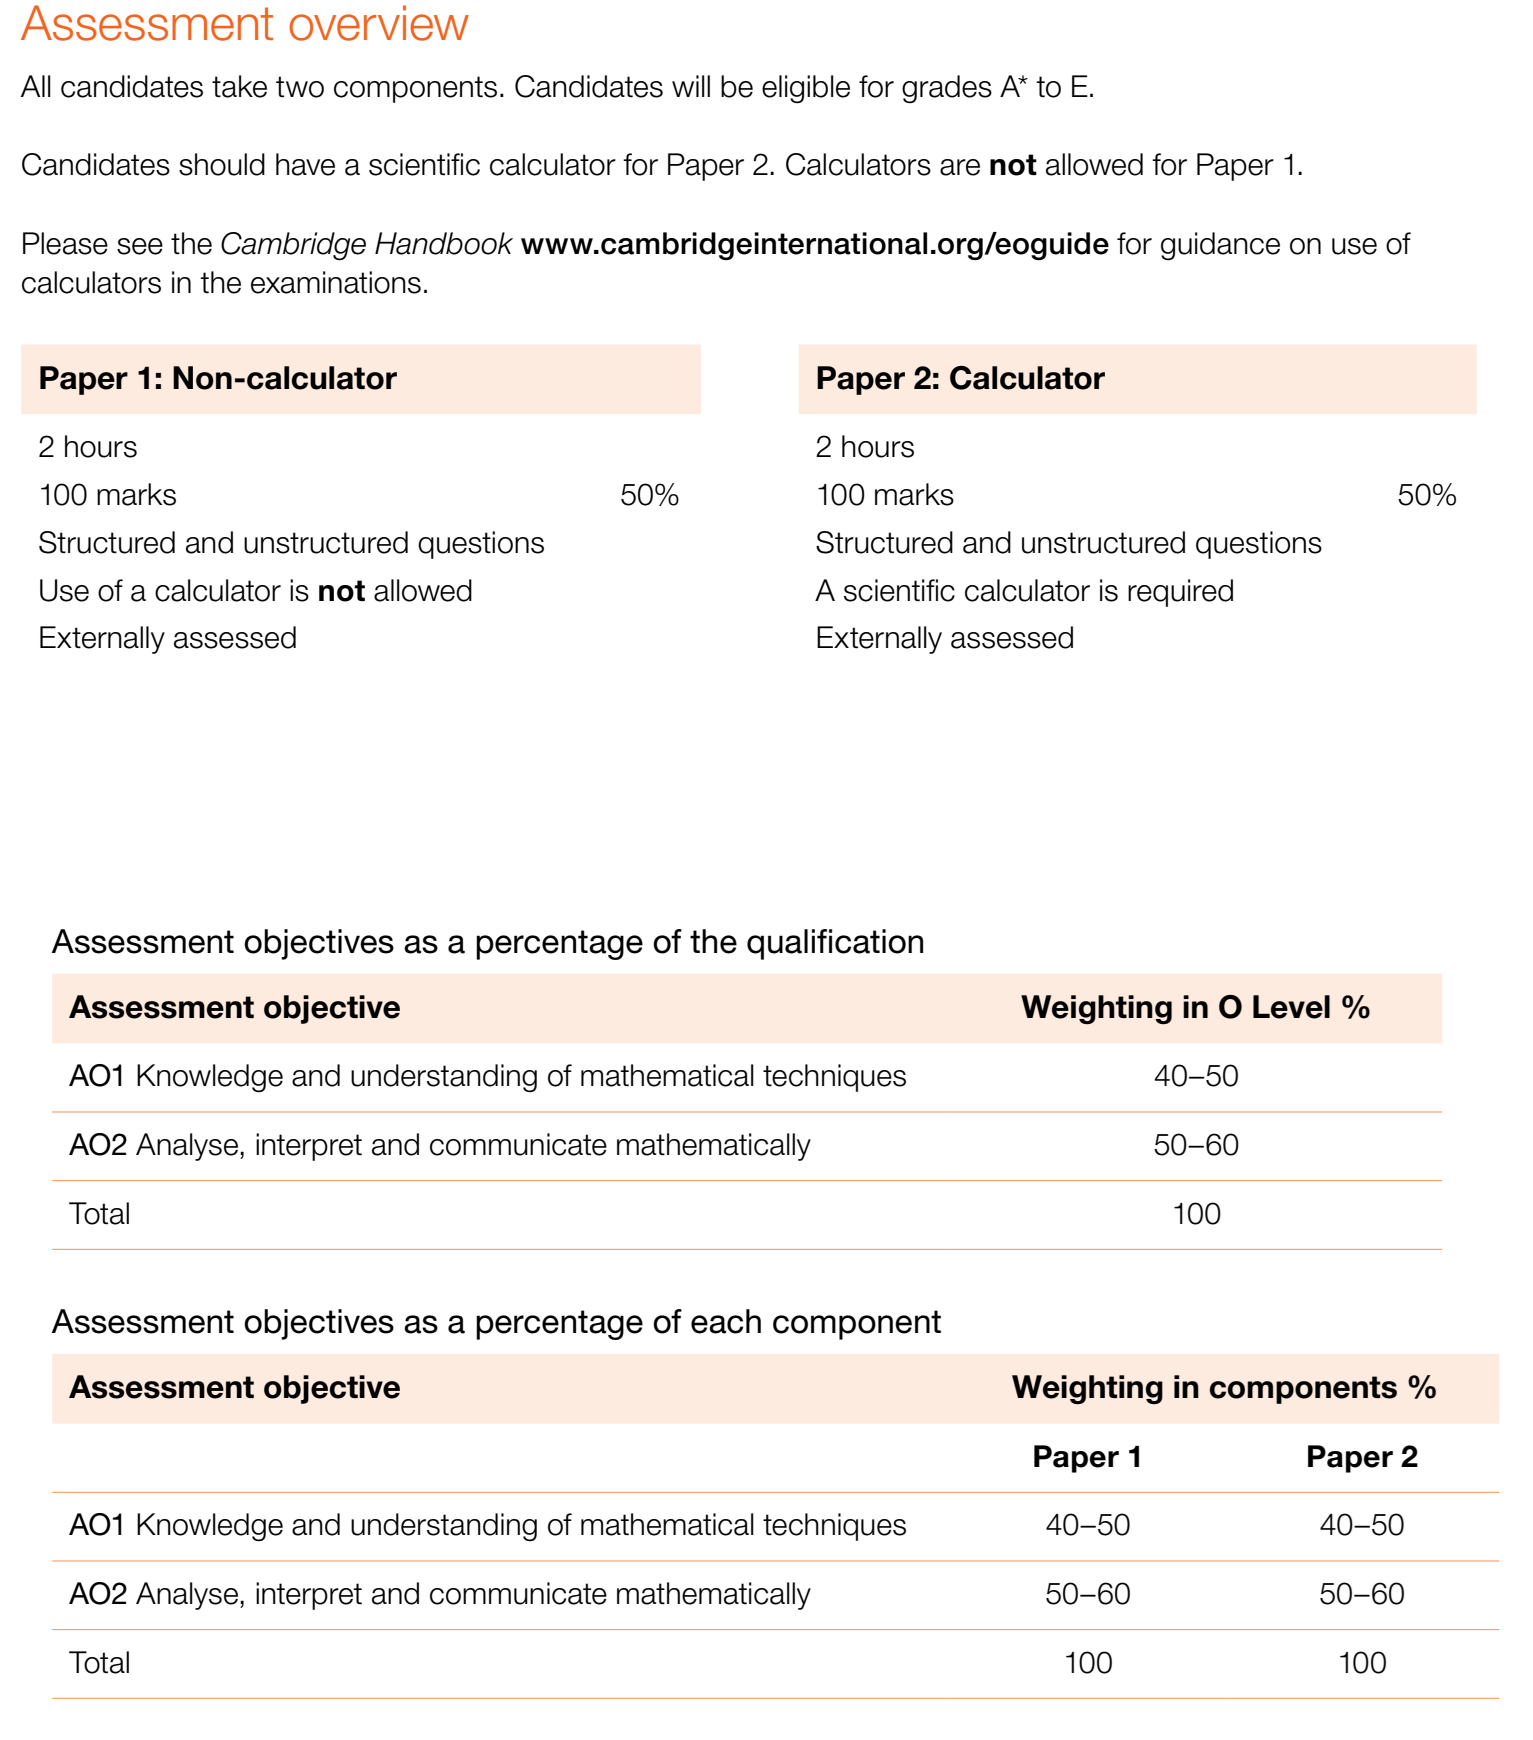 Assessment overview
All candidates take two components. Candidates will be eligible for grades A* to E.
Candidates should have a scientific calculator for Paper 2. Calculators are not allowed for Paper 1.
Please see the Cambridge Handbook www.cambridgeinternational.org/eoguide for guidance on use of
calculators in the examinations.
Paper 1: Non-calculator
2 hours
100 marks 50%
Structured and unstructured questions
Use of a calculator is not allowed
Externally assessed
Paper 2: Calculator
2 hours
100 marks 50%
Structured and unstructured questions
A scientific calculator is required
Externally assessed
Assessment objectives as a percentage of the qualification
Assessment objective Weighting in O Level %
AO1 Knowledge and understanding of mathematical techniques 40–50
AO2 Analyse, interpret and communicate mathematically 50–60
Total 100
Assessment objectives as a percentage of each component
Assessment objective Weighting in components %
Paper 1 Paper 2
AO1 Knowledge and understanding of mathematical techniques 40–50 40–50
AO2 Analyse, interpret and communicate mathematically 50–60 50–60
Total 100 100